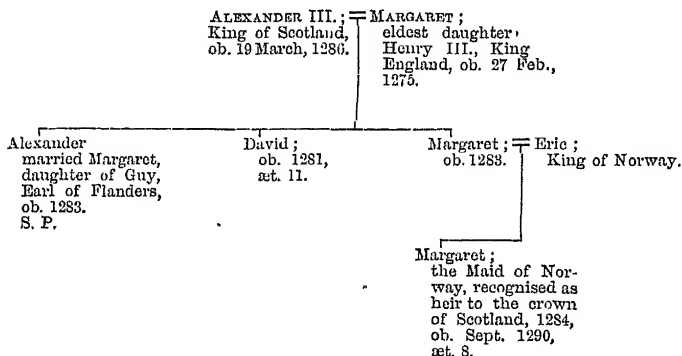 ALEXANDER III.;
King of Scotland,
ob. 19 March, 1286.
MARGARET;
eldest daughter
Henry III., King
England, ob. 27 Feb.,
1275.
Alexander
married Margaret,
daughter of Guy,
Earl of Flanders,
ob. 1283.
S. P.
David;
ob. 1281,
æt. 11.
Margaret;
ob. 1283.
Eric;
King of Norway.
Margaret;
the Maid of Nor-
way, recognised as
heir to the crown
of Scotland, 1284,
ob. Sept. 1290,
æt. 8.